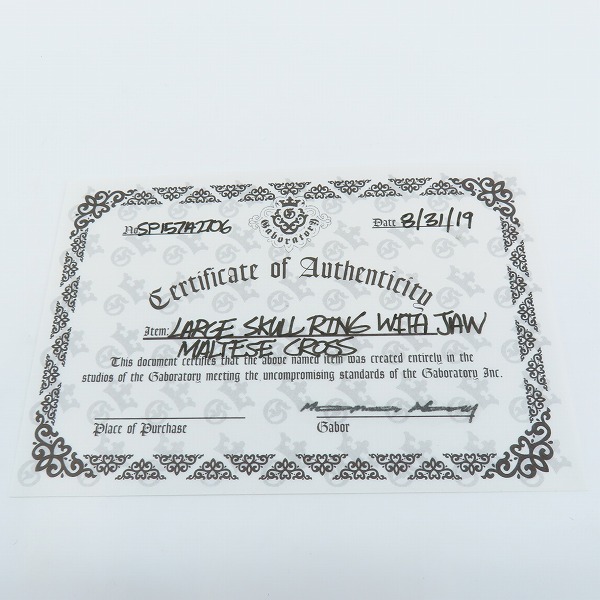 No SP157AIJ06
Gaboratory
Date 8/31/19
Certificate of Authenticity
Item: LARGE SKULL RING WITH JAW
MALTESE CROSS
This document certifies that the above named item was created entirely in the
studios of the Gaboratory meeting the uncompromising standards of the Gaboratory Inc.
Place of Purchase
Gabor